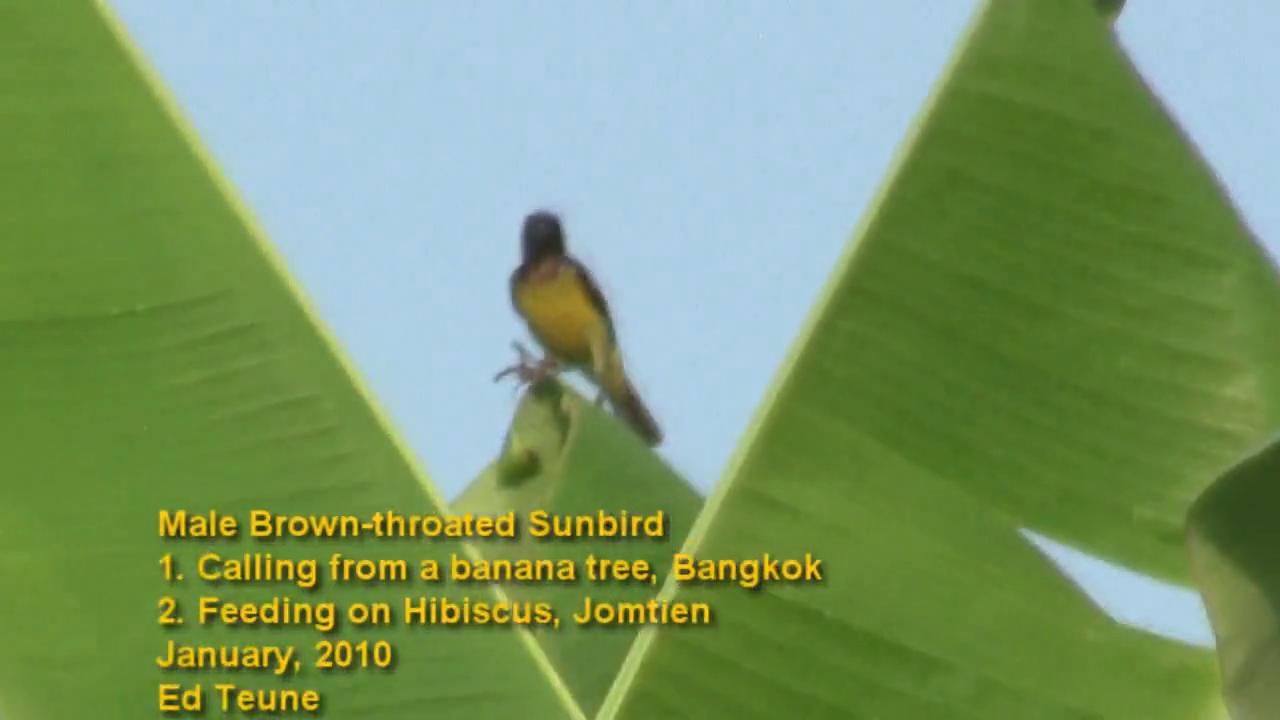 Male Brown-throated Sunbird
1. Calling from a banana tree, Bangkok
2. Feeding on Hibiscus, Jomtien
January, 2010
Ed Teune